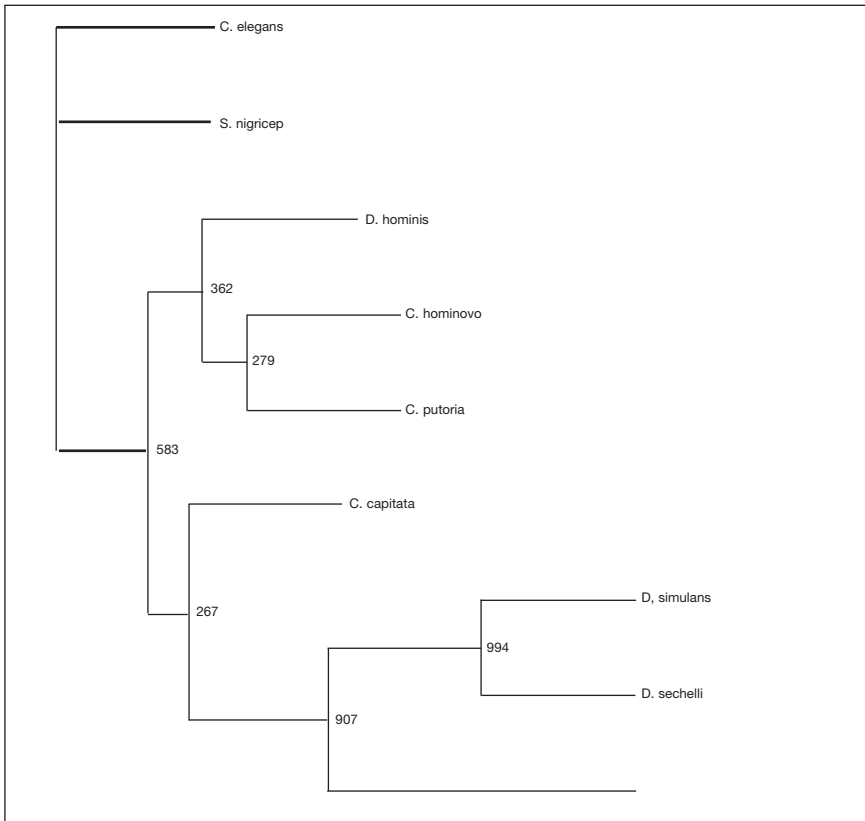 C. elegans
S. nigricep
D. hominis
362
C. hominovo
279
C. putoria
583
C. capitata
D, simulans
267
994
D. sechelli
907